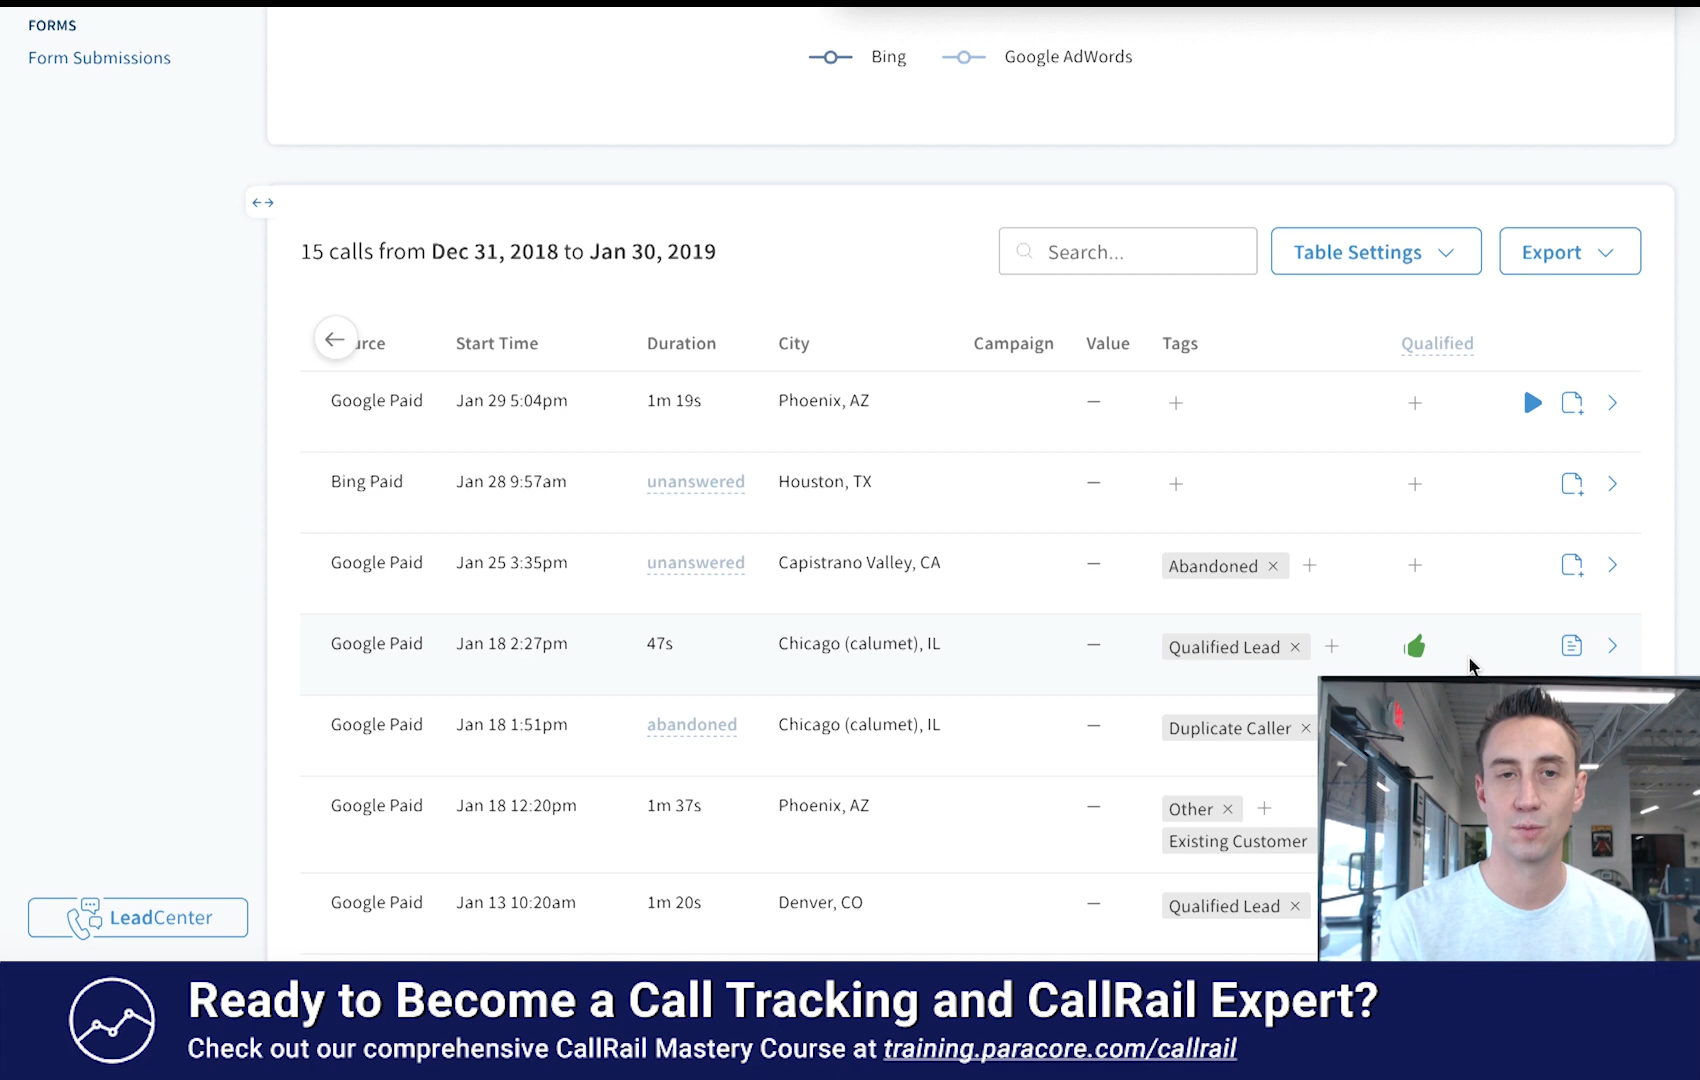 FORMS
Form Submissions
Bing Google AdWords
15 calls from Dec 31, 2018 to Jan 30, 2019
Search...
Table Settings
Export
urce Start Time Duration City Campaign Value Tags Qualified
Google Paid Jan 29 5:04pm 1m 19s Phoenix, AZ — + +
Bing Paid Jan 28 9:57am unanswered Houston, TX — + +
Google Paid Jan 25 3:35pm unanswered Capistrano Valley, CA — Abandoned × + +
Google Paid Jan 18 2:27pm 47s Chicago (calumet), IL — Qualified Lead × +
Google Paid Jan 18 1:51pm abandoned Chicago (calumet), IL — Duplicate Caller ×
Google Paid Jan 18 12:20pm 1m 37s Phoenix, AZ — Other × +
Existing Customer
Google Paid Jan 13 10:20am 1m 20s Denver, CO — Qualified Lead ×
LeadCenter
Ready to Become a Call Tracking and CallRail Expert?
Check out our comprehensive CallRail Mastery Course at training.paracore.com/callrail